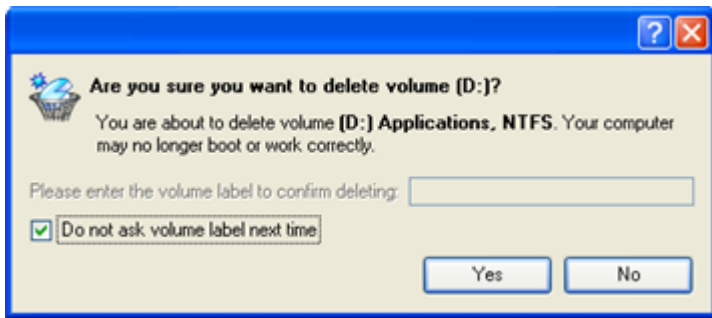 Are you sure you want to delete volume (D:)?
You are about to delete volume (D:) Applications, NTFS. Your computer
may no longer boot or work correctly.
Please enter the volume label to confirm deleting:
Do not ask volume label next time
Yes No